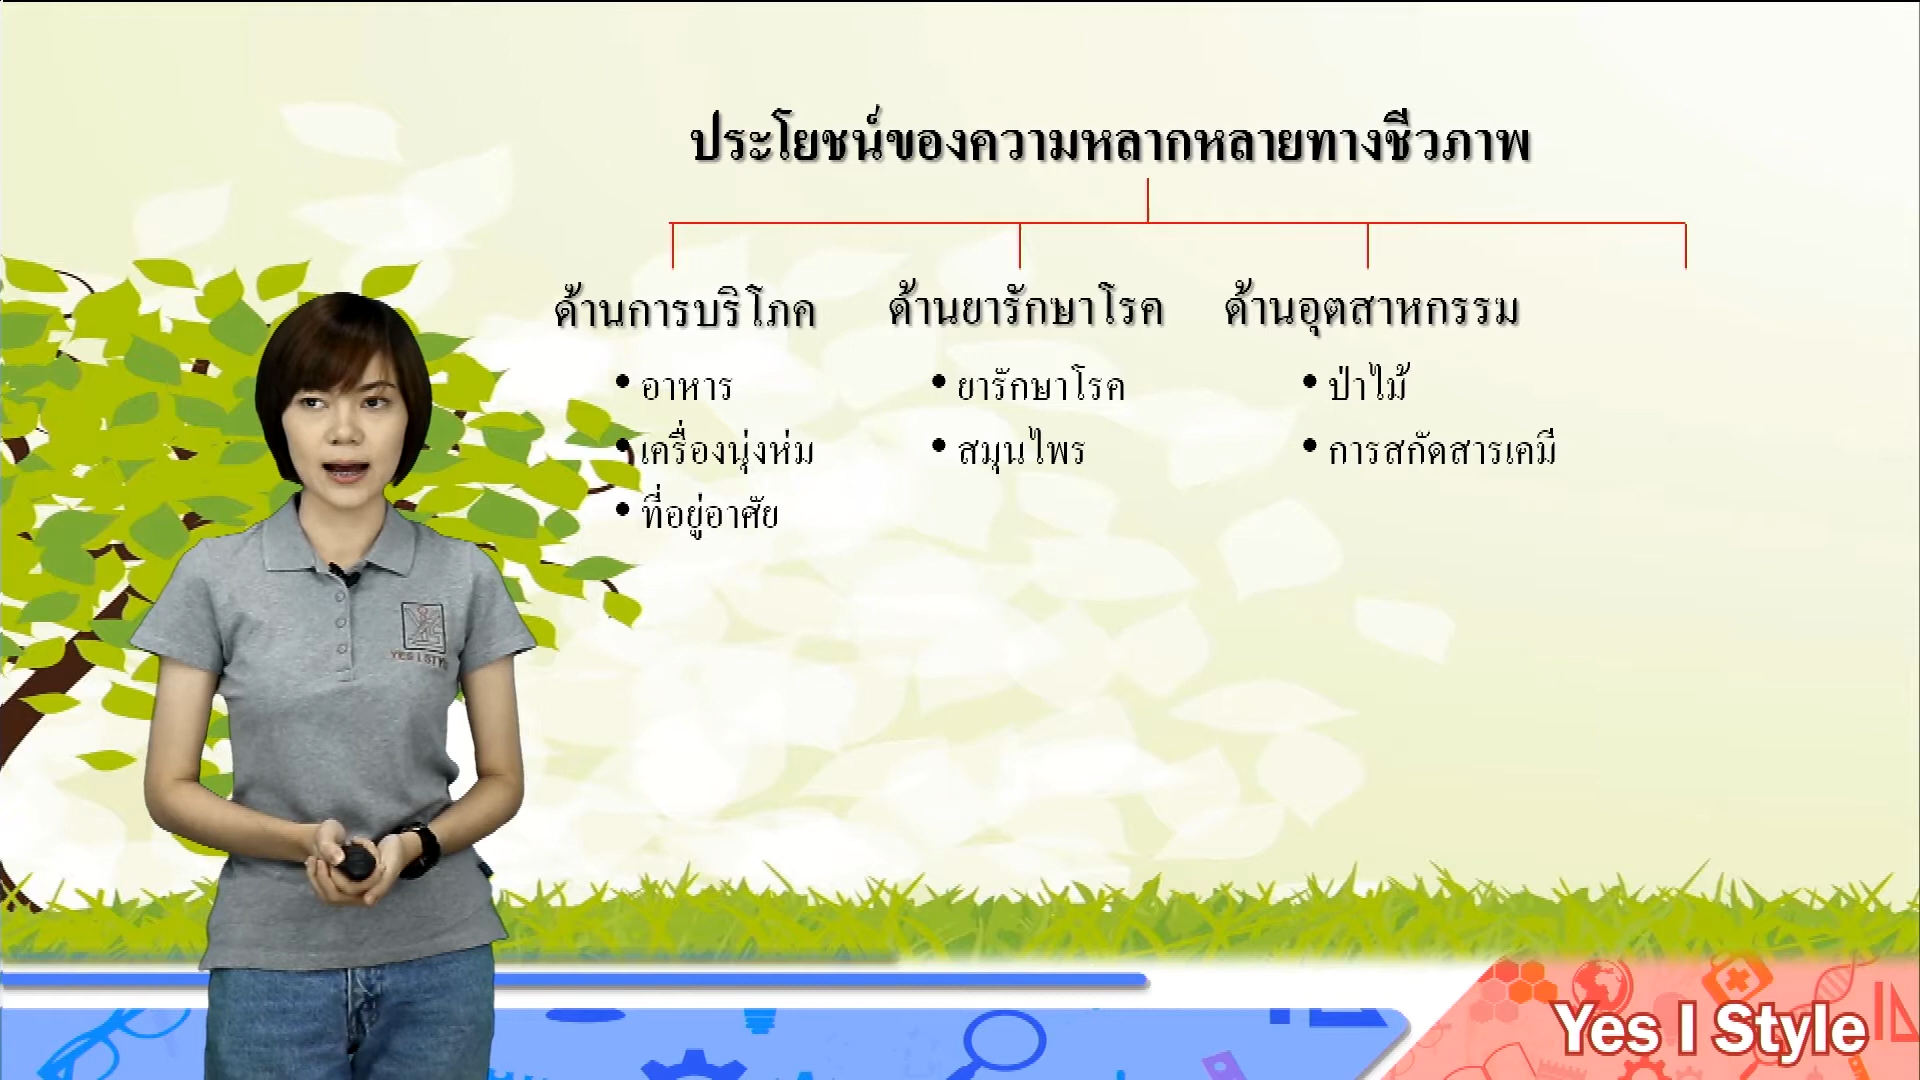 ประโยชน์ของความหลากหลายทางชีวภาพ
ด้านการบริโภค
• อาหาร
• เครื่องนุ่งห่ม
• ที่อยู่อาศัย
ด้านยารักษาโรค
• ยารักษาโรค
• สมุนไพร
ด้านอุตสาหกรรม
• ป่าไม้
• การสกัดสารเคมี
YES I STYLE
Yes I Style